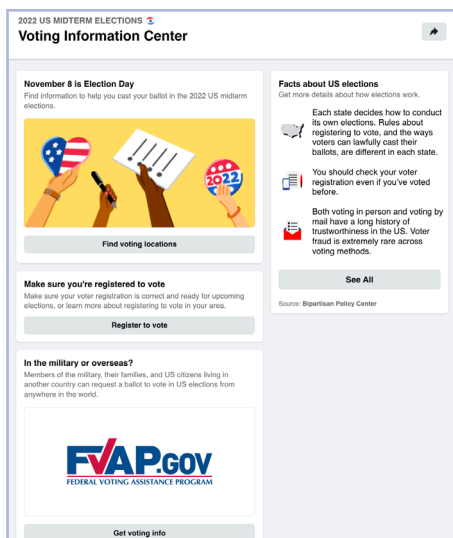 2022 US MIDTERM ELECTIONS
Voting Information Center
November 8 is Election Day
Find information to help you cast your ballot in the 2022 US midterm
elections.
2022
Find voting locations
Make sure you're registered to vote
Make sure your voter registration is correct and ready for upcoming
elections, or learn more about registering to vote in your area.
Register to vote
In the military or overseas?
Members of the military, their families, and US citizens living in
another country can request a ballot to vote in US elections from
anywhere in the world.
FVAP.GOV
FEDERAL VOTING ASSISTANCE PROGRAM
Get voting info
Facts about US elections
Get more details about how elections work.
Each state decides how to conduct
its own elections. Rules about
registering to vote, and the ways
voters can lawfully cast their
ballots, are different in each state.
You should check your voter
registration even if you've voted
before.
Both voting in person and voting by
mail have a long history of
trustworthiness in the US. Voter
fraud is extremely rare across
voting methods.
See All
Source: Bipartisan Policy Center